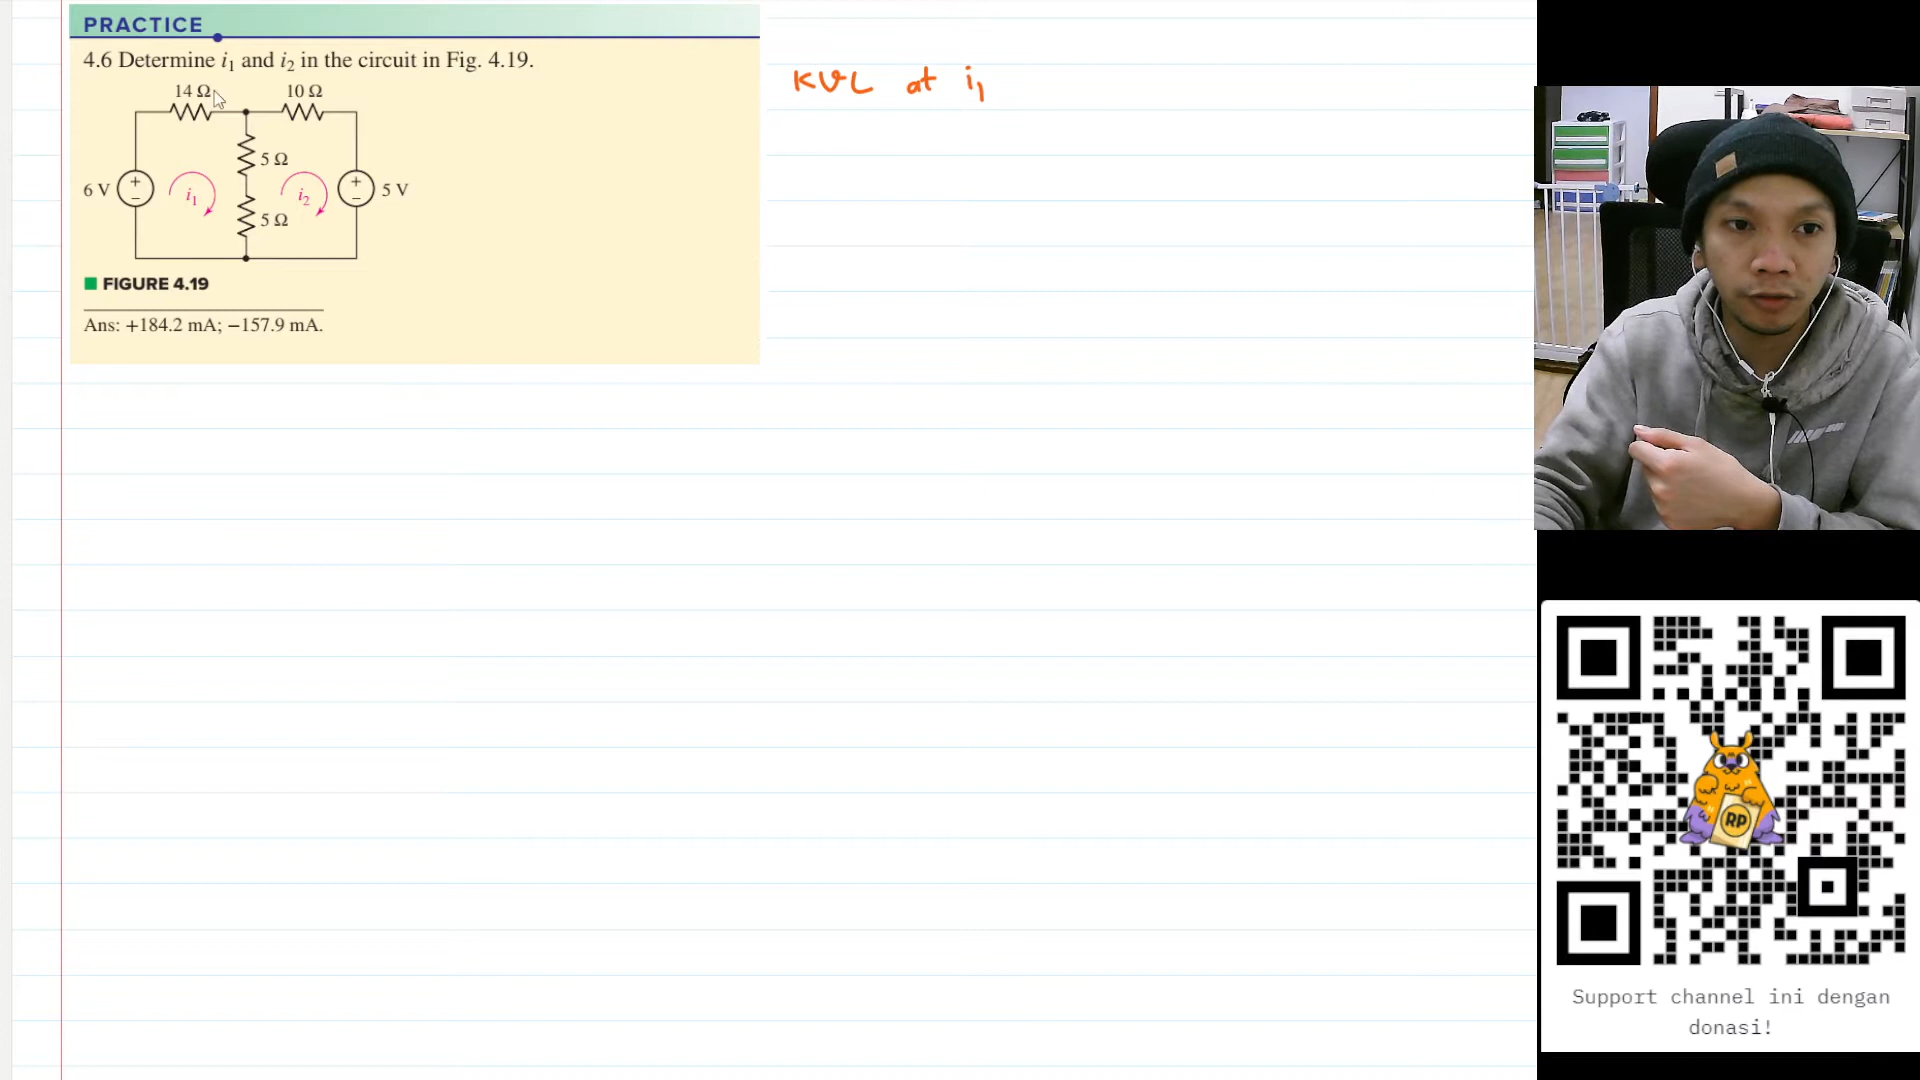 PRACTICE
4.6 Determine i₁ and i₂ in the circuit in Fig. 4.19.
14 Ω
10 Ω
5 Ω
6 V
+
−
i₁
i₂
+
−
5 V
5 Ω
FIGURE 4.19
Ans: +184.2 mA; −157.9 mA.
KVL at i₁
RP
Support channel ini dengan
donasi!